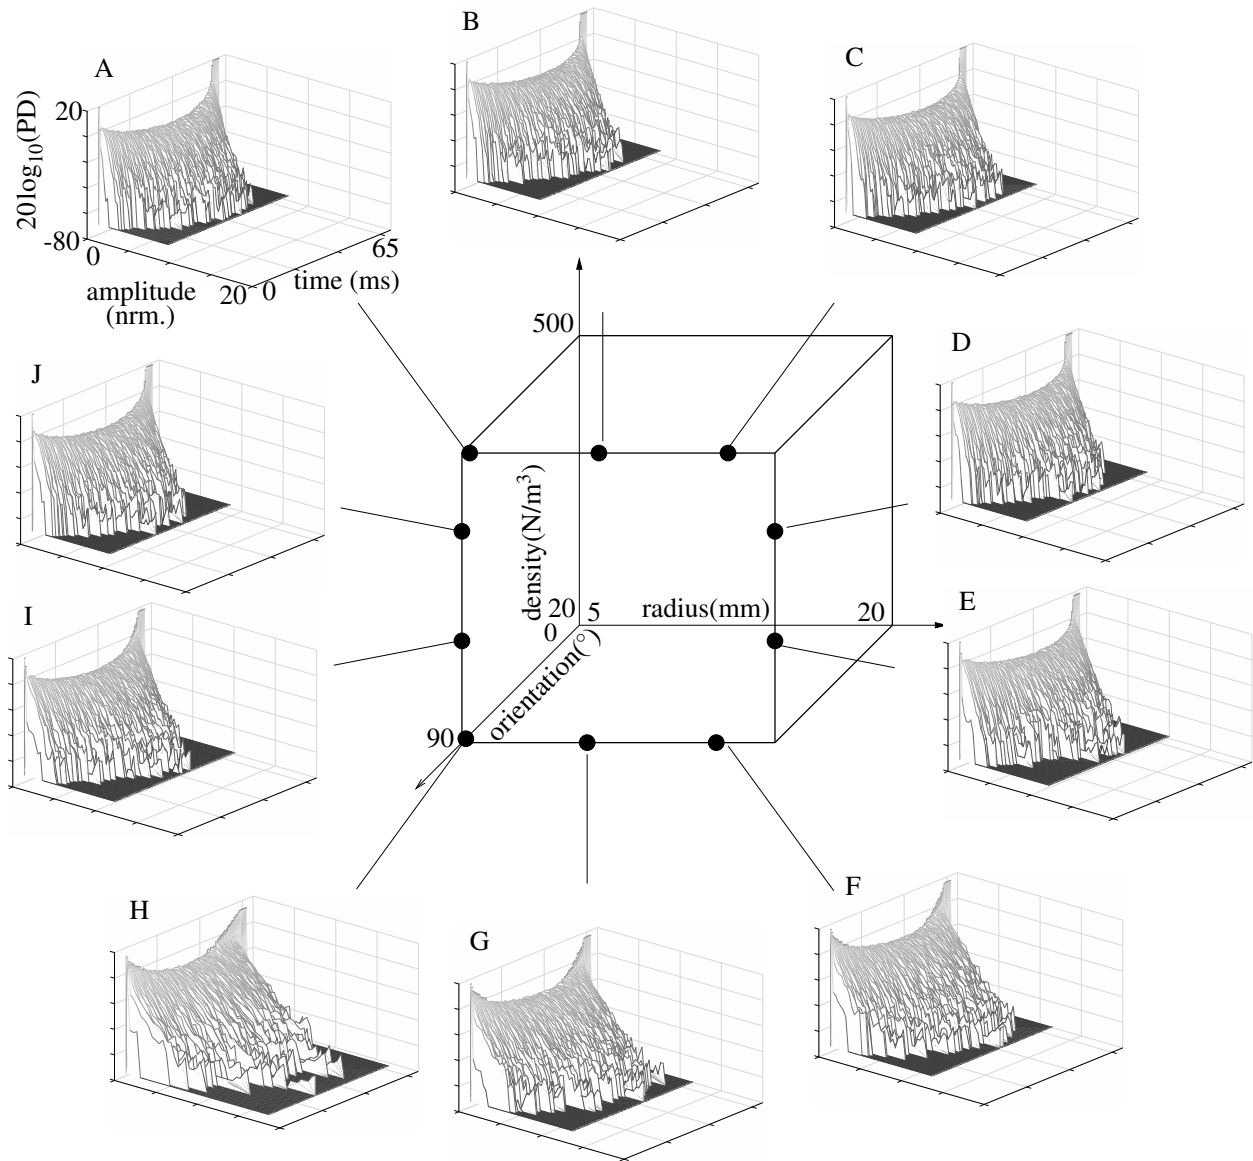 B
A
C
20
20log10(PD)
-80
0
65
amplitude
(nrm.)
20
0
time (ms)
500
D
J
density(N/m3)
20
5
radius(mm)
20
0
E
I
orientation(°)
90
F
H
G